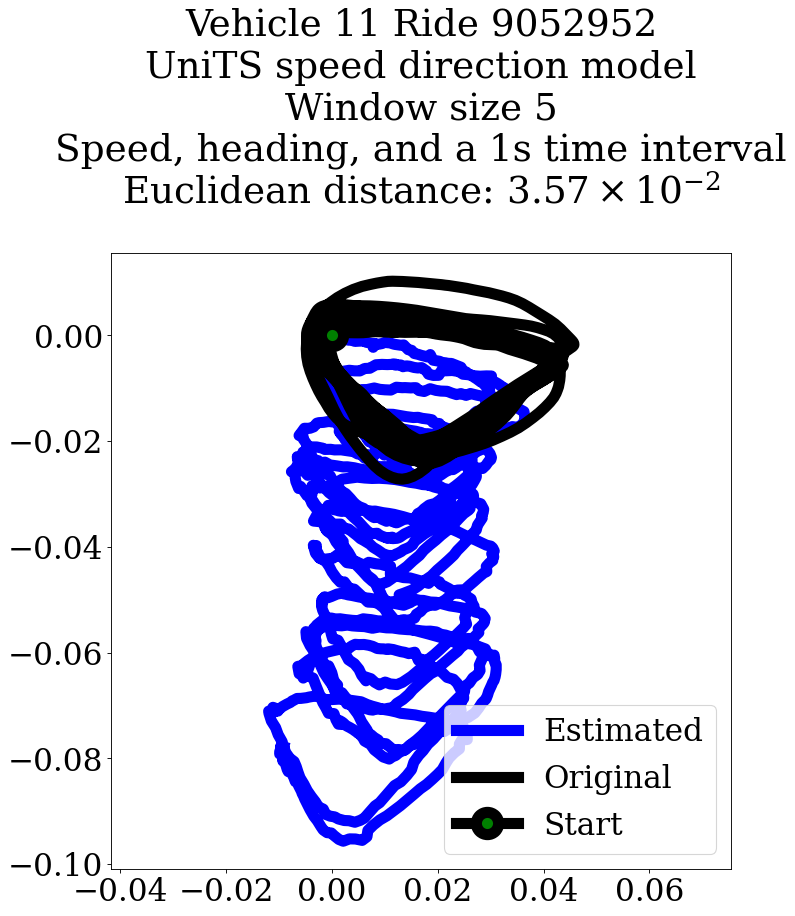 Vehicle 11 Ride 9052952
UniTS speed direction model
Window size 5
Speed, heading, and a 1s time interval
Euclidean distance: 3.57 × 10⁻²
0.00
−0.02
−0.04
−0.06
−0.08
−0.10
Estimated
Original
Start
−0.04 −0.02 0.00 0.02 0.04 0.06